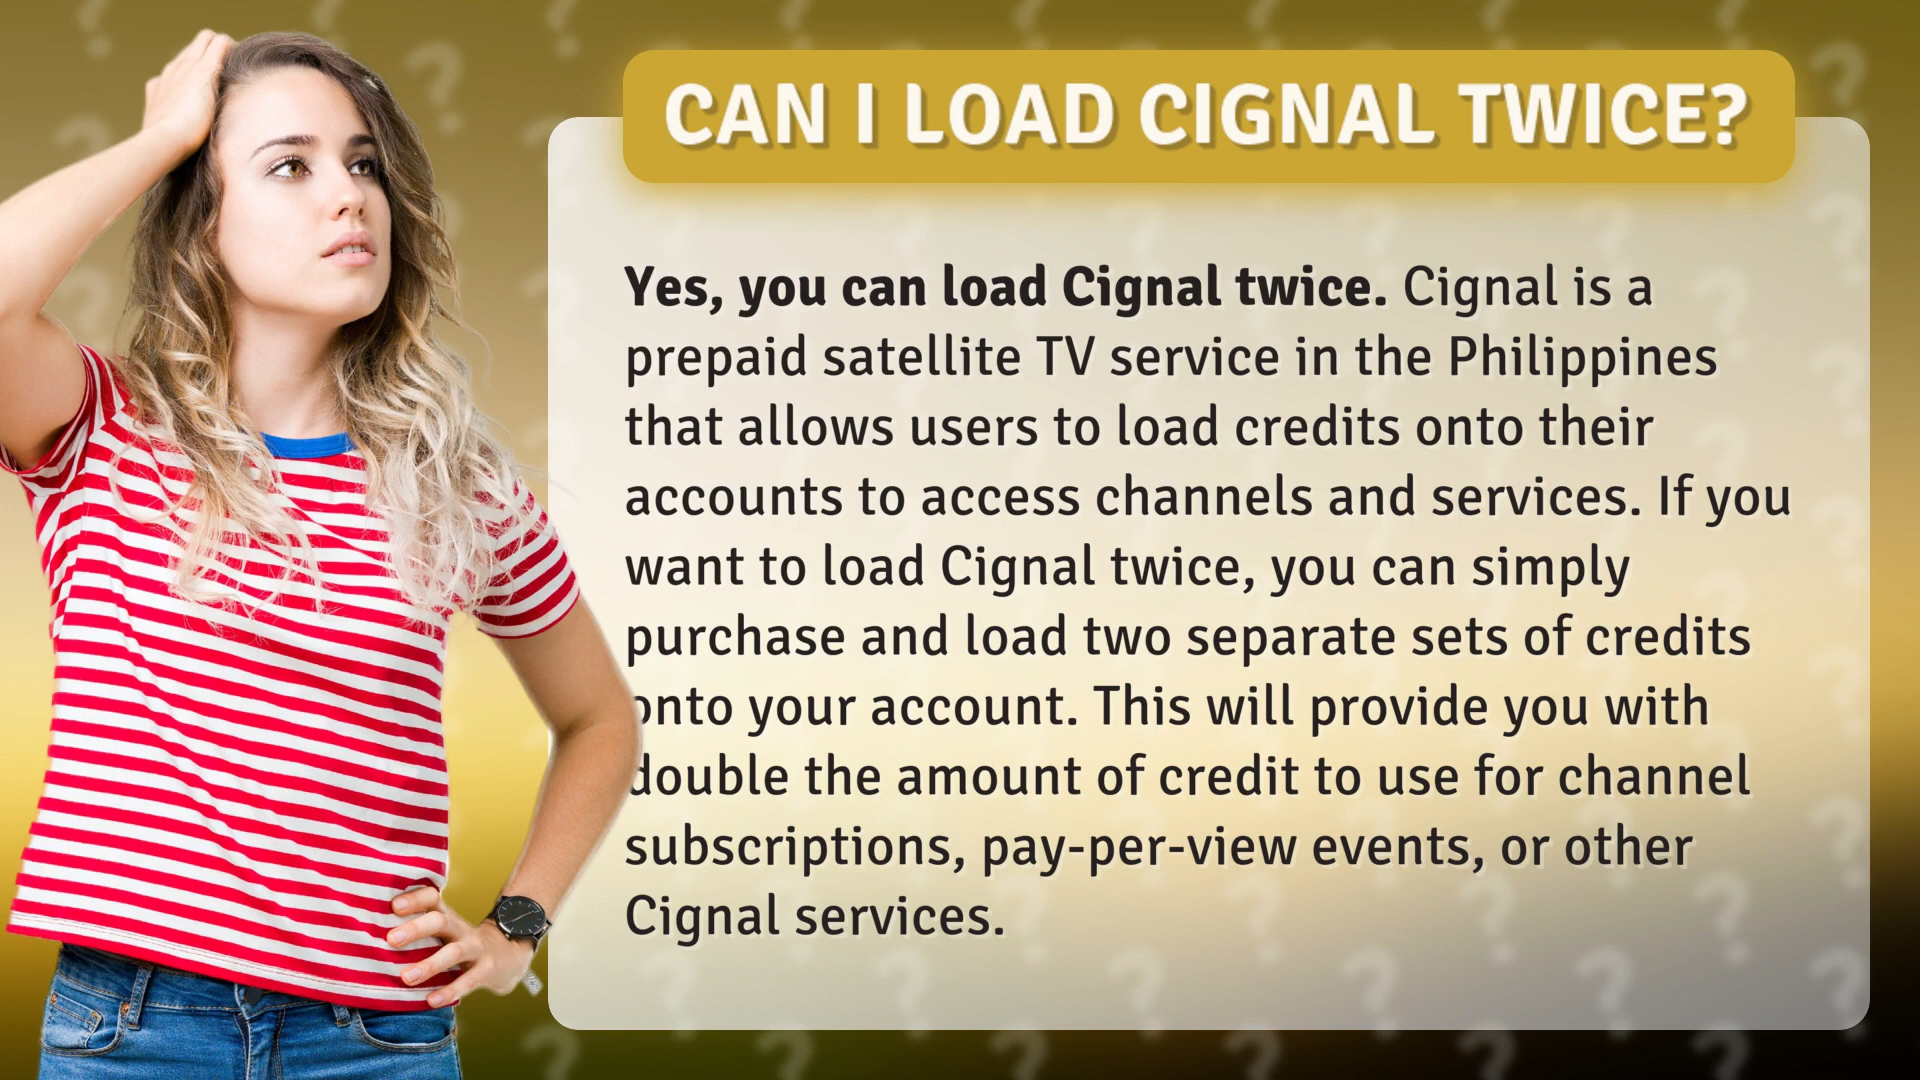 CAN I LOAD CIGNAL TWICE?
Yes, you can load Cignal twice. Cignal is a
prepaid satellite TV service in the Philippines
that allows users to load credits onto their
accounts to access channels and services. If you
want to load Cignal twice, you can simply
purchase and load two separate sets of credits
onto your account. This will provide you with
double the amount of credit to use for channel
subscriptions, pay-per-view events, or other
Cignal services.